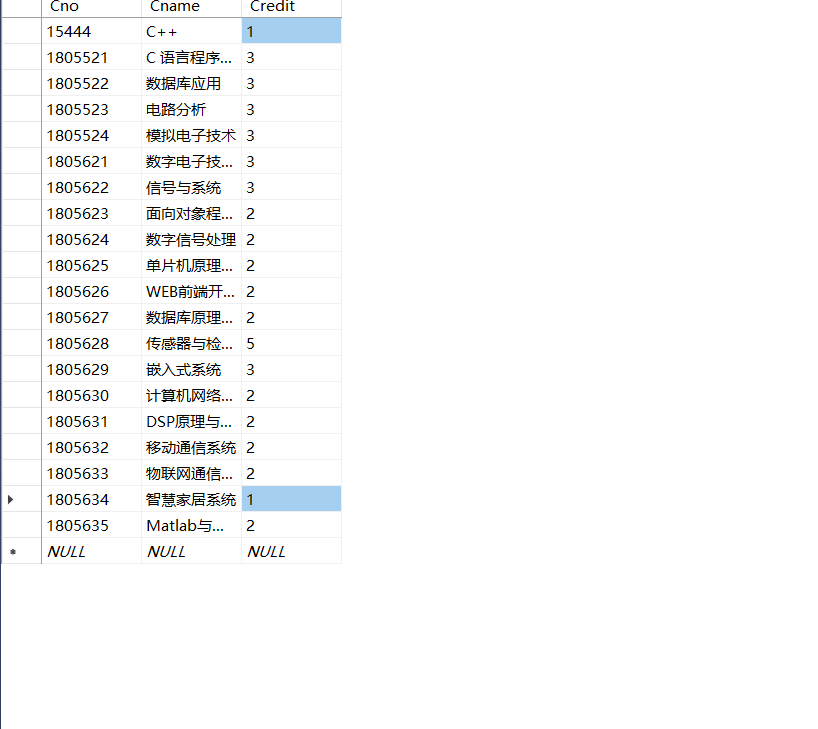 Cno Cname Credit
15444 C++ 1
1805521 C 语言程序... 3
1805522 数据库应用 3
1805523 电路分析 3
1805524 模拟电子技术 3
1805621 数字电子技... 3
1805622 信号与系统 3
1805623 面向对象程... 2
1805624 数字信号处理 2
1805625 单片机原理... 2
1805626 WEB前端开... 2
1805627 数据库原理... 2
1805628 传感器与检... 5
1805629 嵌入式系统 3
1805630 计算机网络... 2
1805631 DSP原理与... 2
1805632 移动通信系统 2
1805633 物联网通信... 2
1805634 智慧家居系统 1
1805635 Matlab与... 2
NULL NULL NULL